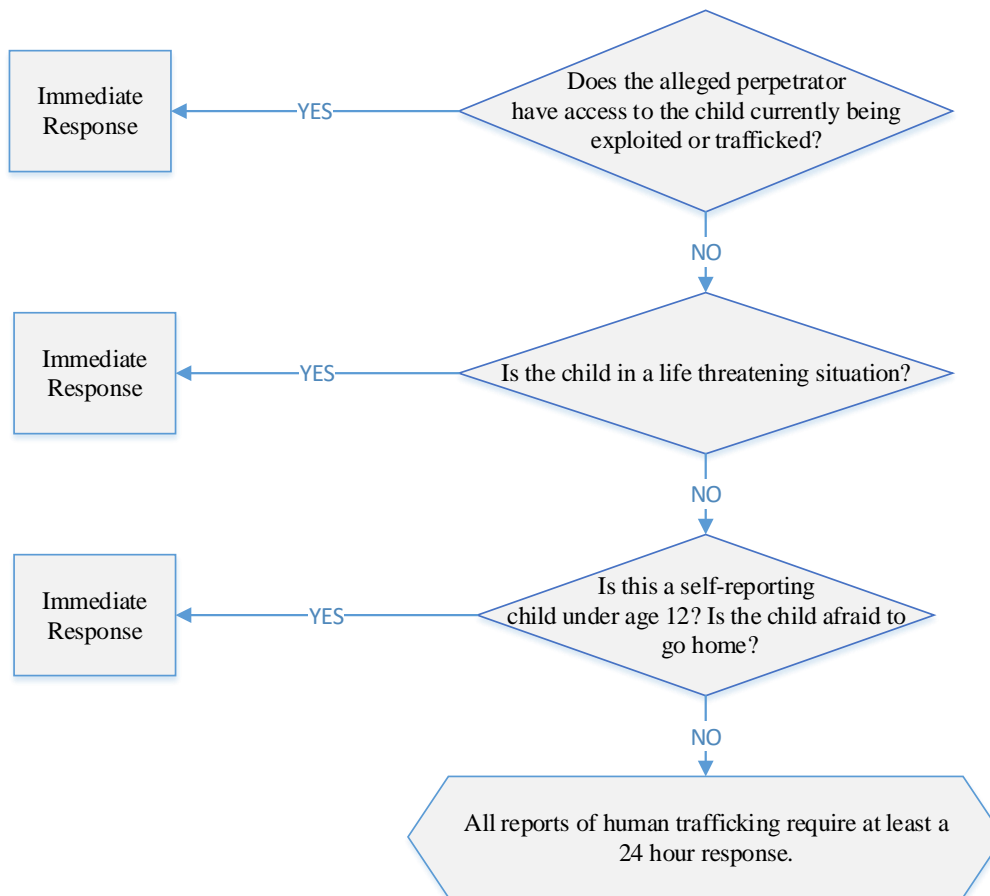 Immediate
Response
YES
Does the alleged perpetrator
have access to the child currently being
exploited or trafficked?
NO
Immediate
Response
YES
Is the child in a life threatening situation?
NO
Immediate
Response
YES
Is this a self-reporting
child under age 12? Is the child afraid to
go home?
NO
All reports of human trafficking require at least a
24 hour response.